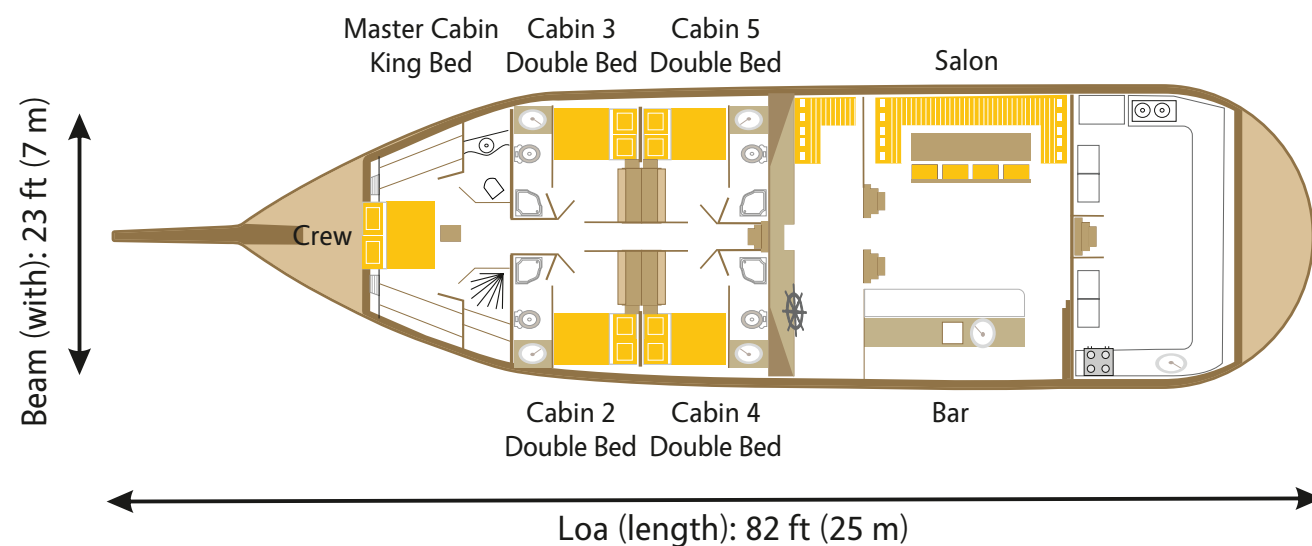 Master Cabin
King Bed
Cabin 3
Double Bed
Cabin 5
Double Bed
Salon
Beam (with): 23 ft (7 m)
Crew
Cabin 2
Double Bed
Cabin 4
Double Bed
Bar
Loa (length): 82 ft (25 m)